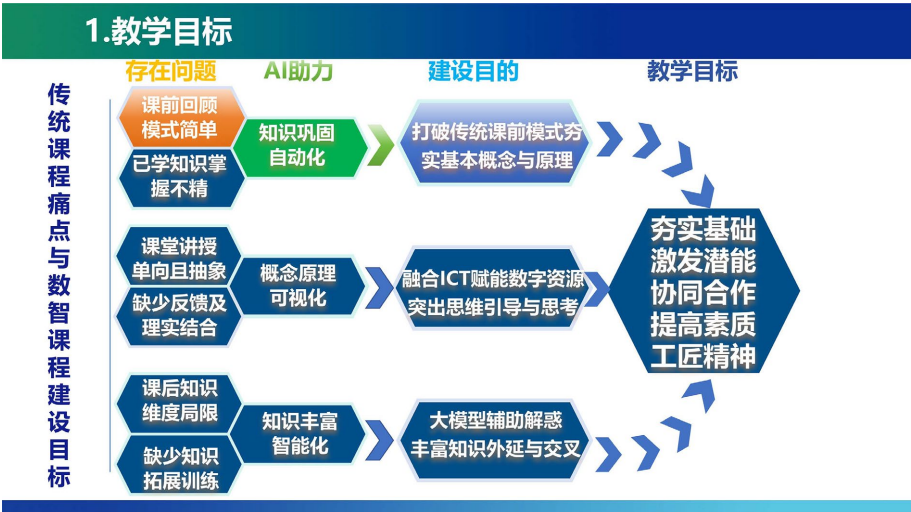 1.教学目标
存在问题
AI助力
建设目的
教学目标
传统课程痛点与数智课程建设目标
课前回顾
模式简单
已学知识掌
握不精
知识巩固
自动化
打破传统课前模式夯
实基本概念与原理
课堂讲授
单向且抽象
缺少反馈及
理实结合
概念原理
可视化
融合ICT赋能数字资源
突出思维引导与思考
课后知识
维度局限
缺少知识
拓展训练
知识丰富
智能化
大模型辅助解惑
丰富知识外延与交叉
夯实基础
激发潜能
协同合作
提高素质
工匠精神